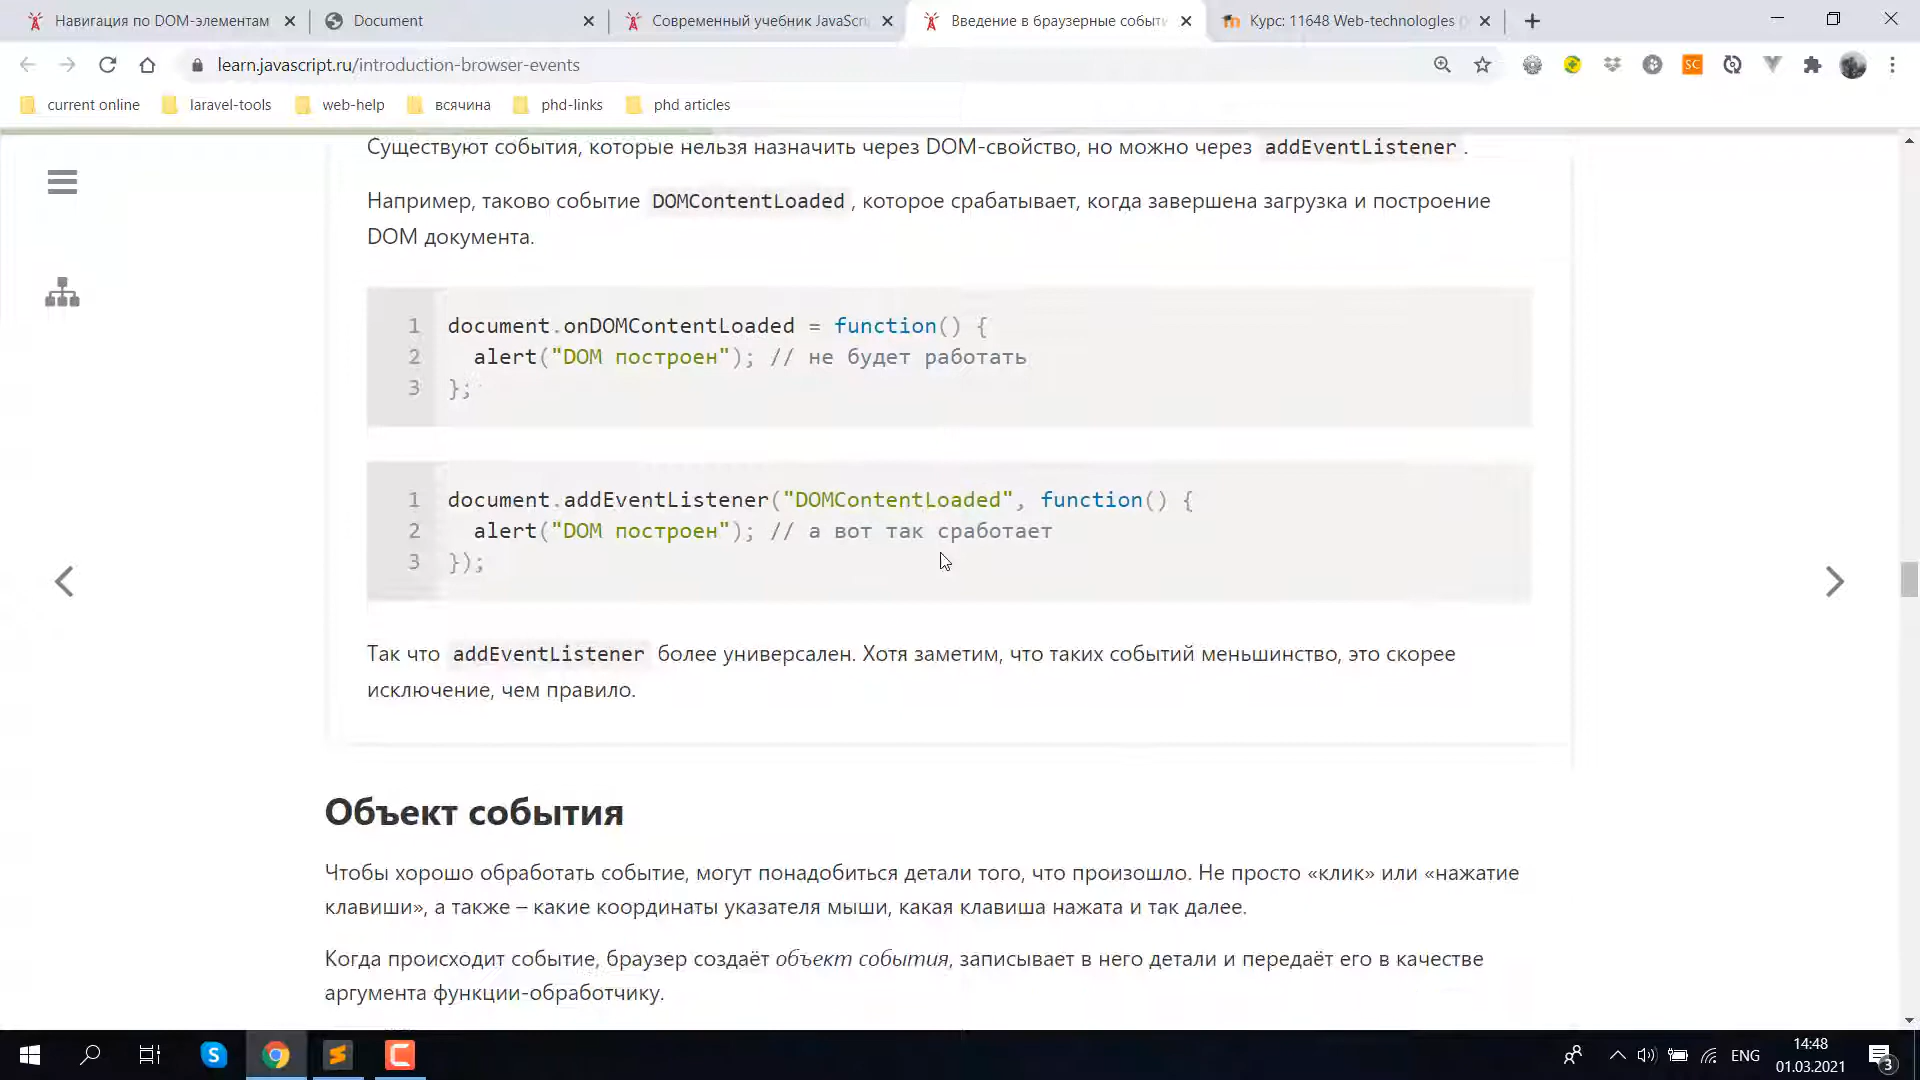 Навигация по DOM-элементам
Document
Современный учебник JavaScri
Введение в браузерные событи
Курс: 11648 Web-technologies (
learn.javascript.ru/introduction-browser-events
SC
current online
laravel-tools
web-help
всячина
phd-links
phd articles
Существуют события, которые нельзя назначить через DOM-свойство, но можно через addEventListener .
Например, таково событие DOMContentLoaded , которое срабатывает, когда завершена загрузка и построение
DOM документа.
1 document.onDOMContentLoaded = function() {
2 alert("DOM построен"); // не будет работать
3 };
1 document.addEventListener("DOMContentLoaded", function() {
2 alert("DOM построен"); // а вот так сработает
3 });
Так что addEventListener более универсален. Хотя заметим, что таких событий меньшинство, это скорее
исключение, чем правило.
Объект события
Чтобы хорошо обработать событие, могут понадобиться детали того, что произошло. Не просто «клик» или «нажатие
клавиши», а также – какие координаты указателя мыши, какая клавиша нажата и так далее.
Когда происходит событие, браузер создаёт объект события, записывает в него детали и передаёт его в качестве
аргумента функции-обработчику.
ENG
14:48
01.03.2021
3